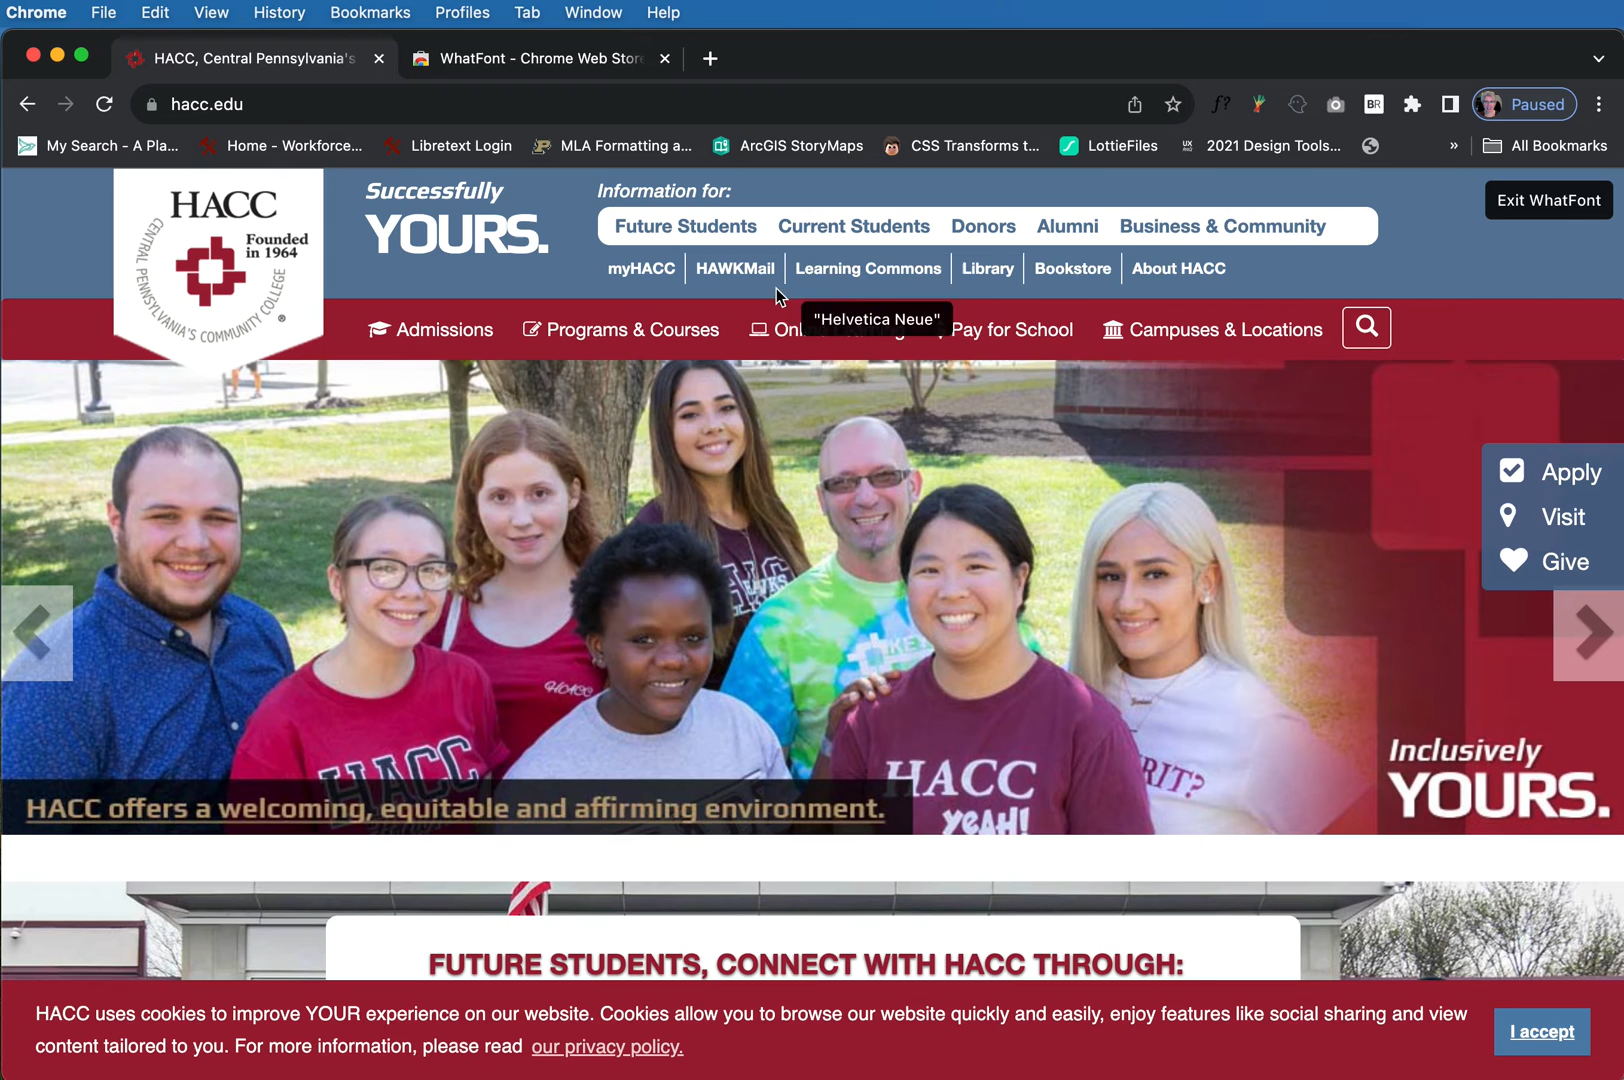 Chrome File Edit View History Bookmarks Profiles Tab Window Help
HACC, Central Pennsylvania's
WhatFont - Chrome Web Store
hacc.edu
f?
BR
Paused
My Search - A Pla...
Home - Workforce...
Libretext Login
MLA Formatting a...
ArcGIS StoryMaps
CSS Transforms t...
LottieFiles
2021 Design Tools...
»
All Bookmarks
HACC
Founded
in 1964
CENTRAL PENNSYLVANIA'S COMMUNITY COLLEGE
®
Successfully
YOURS.
Information for:
Exit WhatFont
Future Students Current Students Donors Alumni Business & Community
myHACC HAWKMail Learning Commons Library Bookstore About HACC
"Helvetica Neue"
Admissions Programs & Courses Pay for School Campuses & Locations
Apply
Visit
Give
HACC
HACC
HACC
YEAH!
Inclusively
YOURS.
HACC offers a welcoming, equitable and affirming environment.
FUTURE STUDENTS, CONNECT WITH HACC THROUGH:
HACC uses cookies to improve YOUR experience on our website. Cookies allow you to browse our website quickly and easily, enjoy features like social sharing and view
content tailored to you. For more information, please read our privacy policy.
I accept